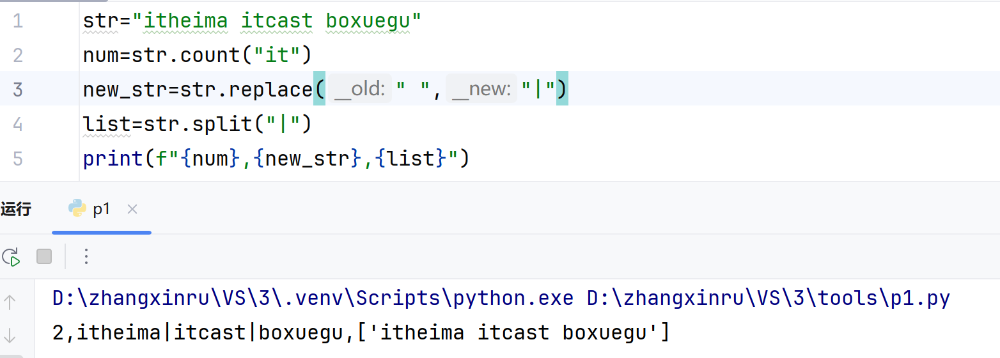 1 str="itheima itcast boxuegu"
2 num=str.count("it")
3 new_str=str.replace( __old: " ", __new: "|")
4 list=str.split("|")
5 print(f"{num},{new_str},{list}")
运行 p1
D:\zhangxinru\VS\3\.venv\Scripts\python.exe D:\zhangxinru\VS\3\tools\p1.py
2,itheima|itcast|boxuegu,['itheima itcast boxuegu']